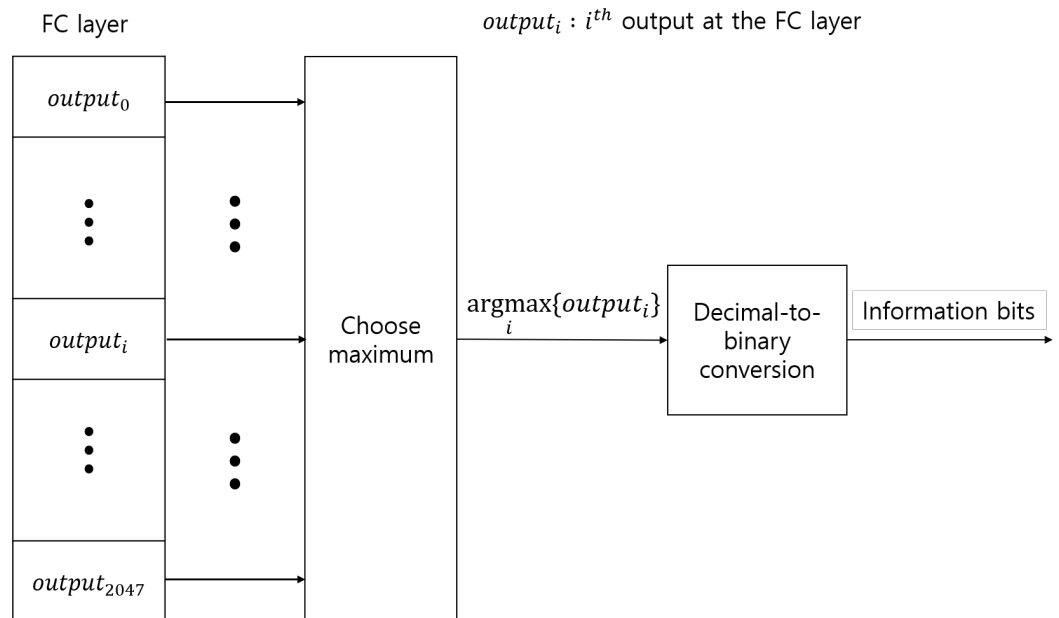 FC layer
output_i : i^th output at the FC layer
output_0
output_i
output_2047
Choose
maximum
argmax{output_i}
i
Decimal-to-
binary
conversion
Information bits